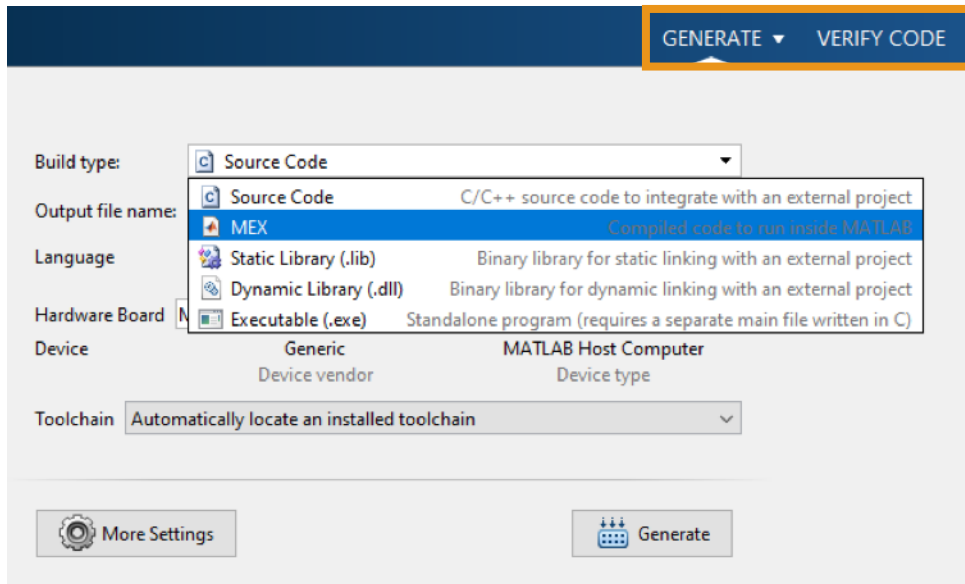 GENERATE VERIFY CODE
Build type: Source Code
Source Code C/C++ source code to integrate with an external project
Output file name:
MEX Compiled code to run inside MATLAB
Language
Static Library (.lib) Binary library for static linking with an external project
Dynamic Library (.dll) Binary library for dynamic linking with an external project
Hardware Board
Executable (.exe) Standalone program (requires a separate main file written in C)
Device Generic MATLAB Host Computer
Device vendor Device type
Toolchain Automatically locate an installed toolchain
More Settings Generate